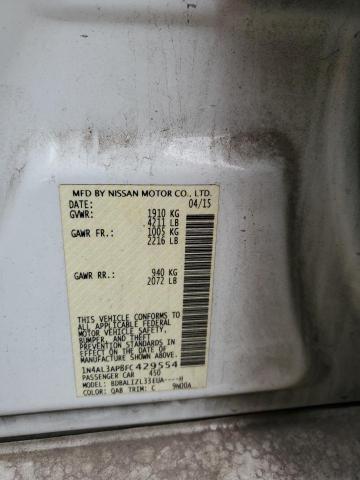 MFD BY NISSAN MOTOR CO., LTD.
DATE: 04/15
GVWR: 1910 KG
4211 LB
GAWR FR.: 1005 KG
2216 LB
GAWR RR.: 940 KG
2072 LB
THIS VEHICLE CONFORMS TO
ALL APPLICABLE FEDERAL MOTOR
VEHICLE SAFETY,
BUMPER, AND THEFT
PREVENTION STANDARDS
IN EFFECT ON THE DATE OF
MANUFACTURE SHOWN ABOVE.
1N4AL3AP8FC429554
PASSENGER CAR 450
MODEL: BDBALIZL33EUA----H
COLOR: QAB TRIM: C 9W00A